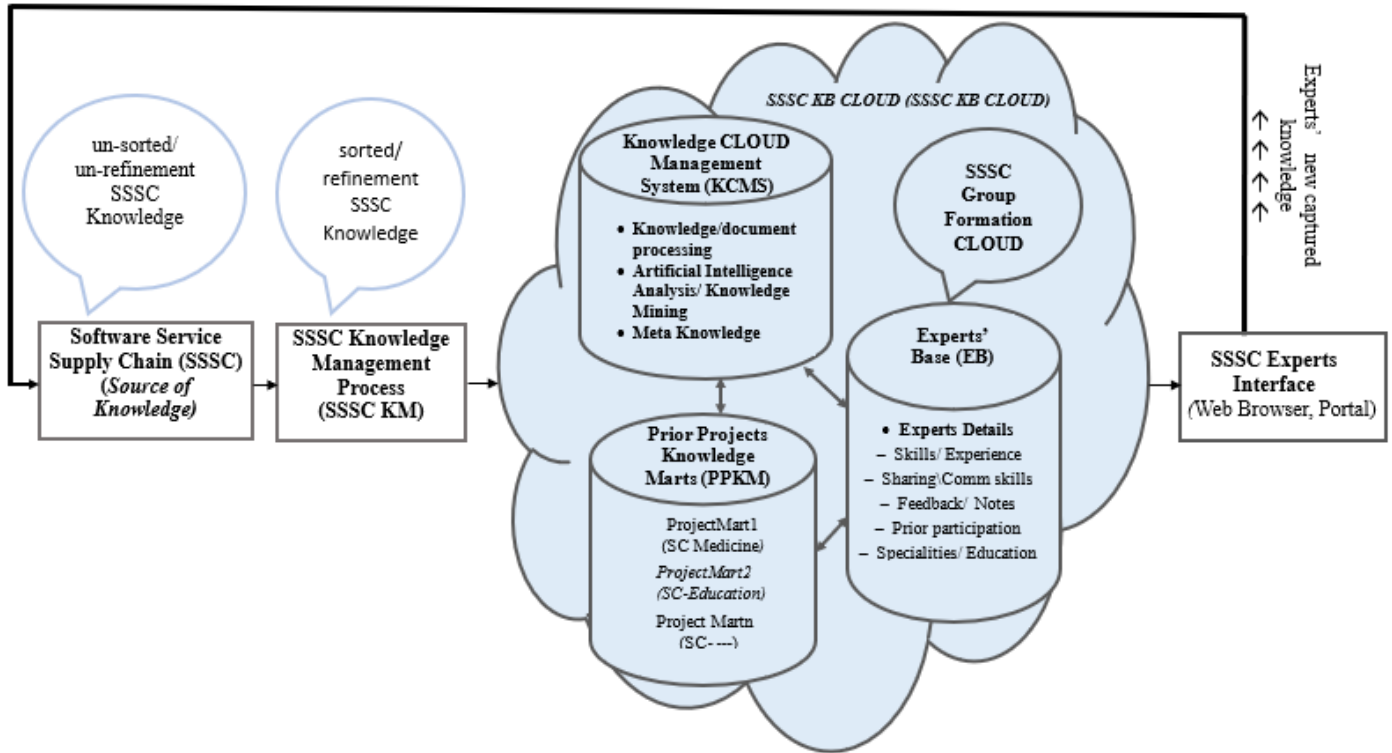 un-sorted/
un-refinement
SSSC
Knowledge
sorted/
refinement
SSSC
Knowledge
Software Service
Supply Chain (SSSC)
(Source of
Knowledge)
SSSC Knowledge
Management
Process
(SSSC KM)
SSSC KB CLOUD (SSSC KB CLOUD)
Knowledge CLOUD
Management
System (KCMS)
• Knowledge/document
processing
• Artificial Intelligence
Analysis/ Knowledge
Mining
• Meta Knowledge
SSSC
Group
Formation
CLOUD
Experts'
Base (EB)
• Experts Details
– Skills/ Experience
– Sharing\Comm skills
– Feedback/ Notes
– Prior participation
– Specialities/ Education
Prior Projects
Knowledge
Marts (PPKM)
ProjectMart1
(SC Medicine)
ProjectMart2
(SC-Education)
Project Martn
(SC- ---)
SSSC Experts
Interface
(Web Browser, Portal)
Experts' new captured
knowledge